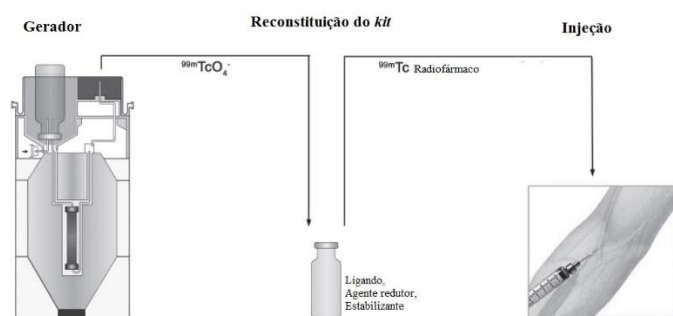 Gerador
Reconstituição do kit
Injeção
⁹⁹ᵐTcO₄⁻
⁹⁹ᵐTc Radiofármaco
Ligando,
Agente redutor,
Estabilizante